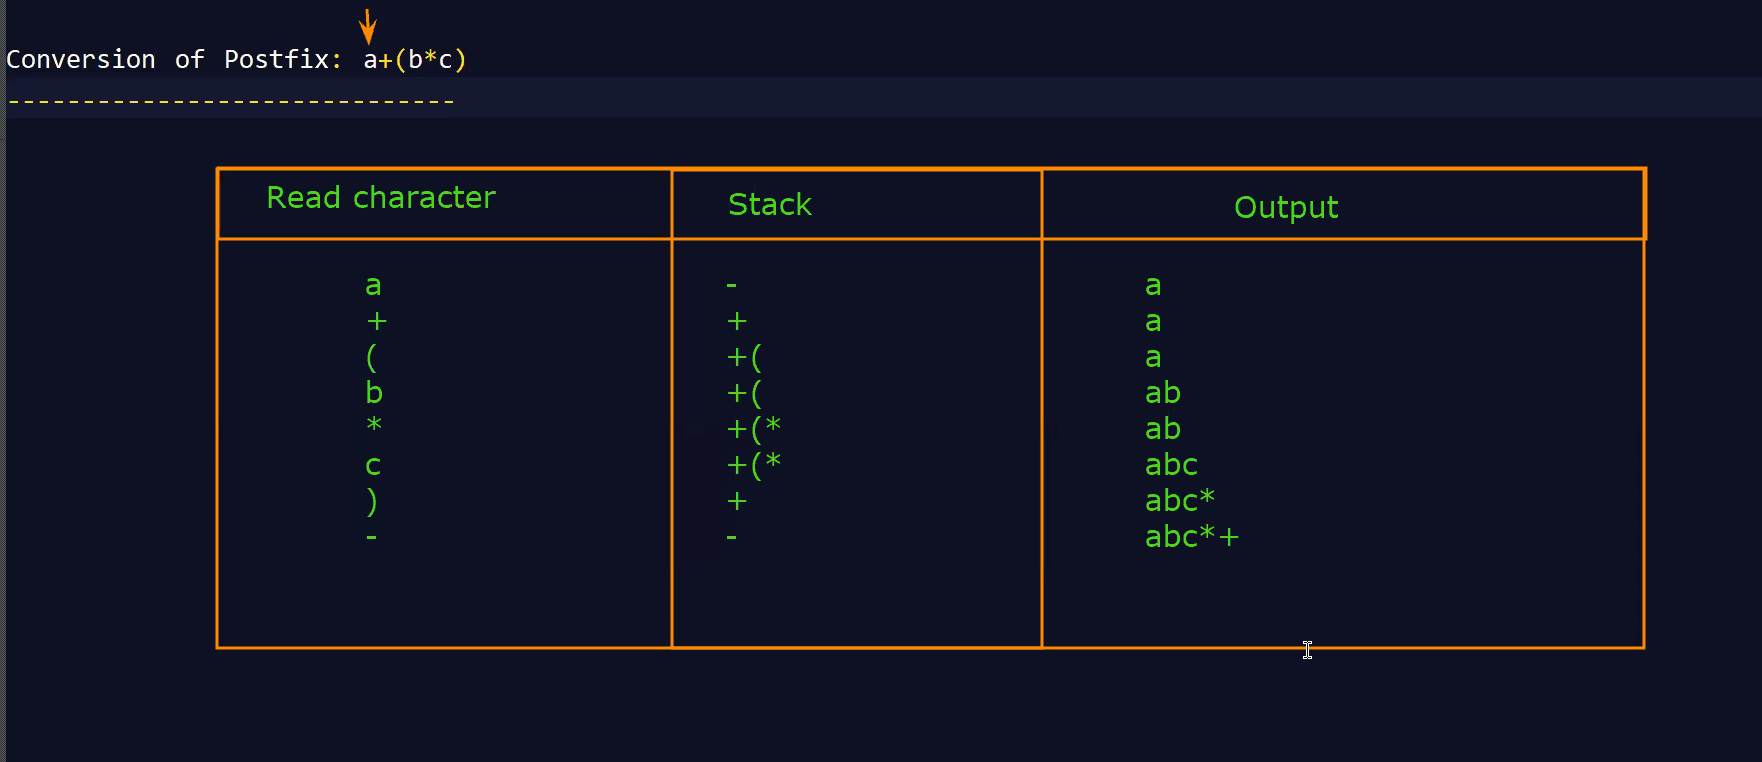 Conversion of Postfix: a+(b*c)
------------------------------
Read character Stack Output
a - a
+ + a
( +( a
b +( ab
* +(* ab
c +(* abc
) + abc*
- - abc*+